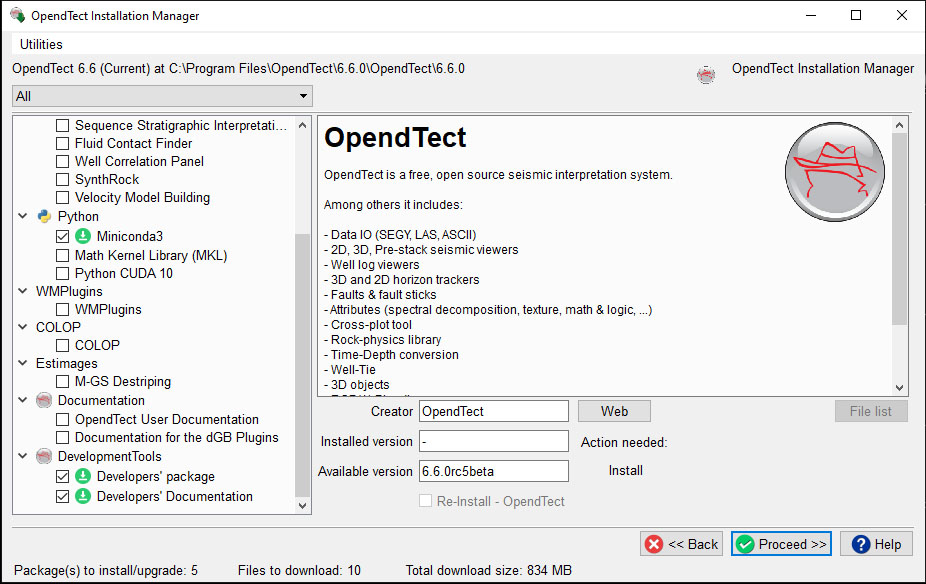 OpendTect Installation Manager
Utilities
OpendTect 6.6 (Current) at C:\Program Files\OpendTect\6.6.0\OpendTect\6.6.0
OpendTect Installation Manager
All
Sequence Stratigraphic Interpretati...
Fluid Contact Finder
Well Correlation Panel
SynthRock
Velocity Model Building
Python
Miniconda3
Math Kernel Library (MKL)
Python CUDA 10
WMPlugins
WMPlugins
COLOP
COLOP
Estimages
M-GS Destriping
Documentation
OpendTect User Documentation
Documentation for the dGB Plugins
DevelopmentTools
Developers' package
Developers' Documentation
OpendTect
OpendTect is a free, open source seismic interpretation system.
Among others it includes:
- Data IO (SEGY, LAS, ASCII)
- 2D, 3D, Pre-stack seismic viewers
- Well log viewers
- 3D and 2D horizon trackers
- Faults & fault sticks
- Attributes (spectral decomposition, texture, math & logic, ...)
- Cross-plot tool
- Rock-physics library
- Time-Depth conversion
- Well-Tie
- 3D objects
Creator OpendTect Web File list
Installed version - Action needed:
Available version 6.6.0rc5beta Install
Re-Install - OpendTect
<< Back Proceed >> Help
Package(s) to install/upgrade: 5 Files to download: 10 Total download size: 834 MB